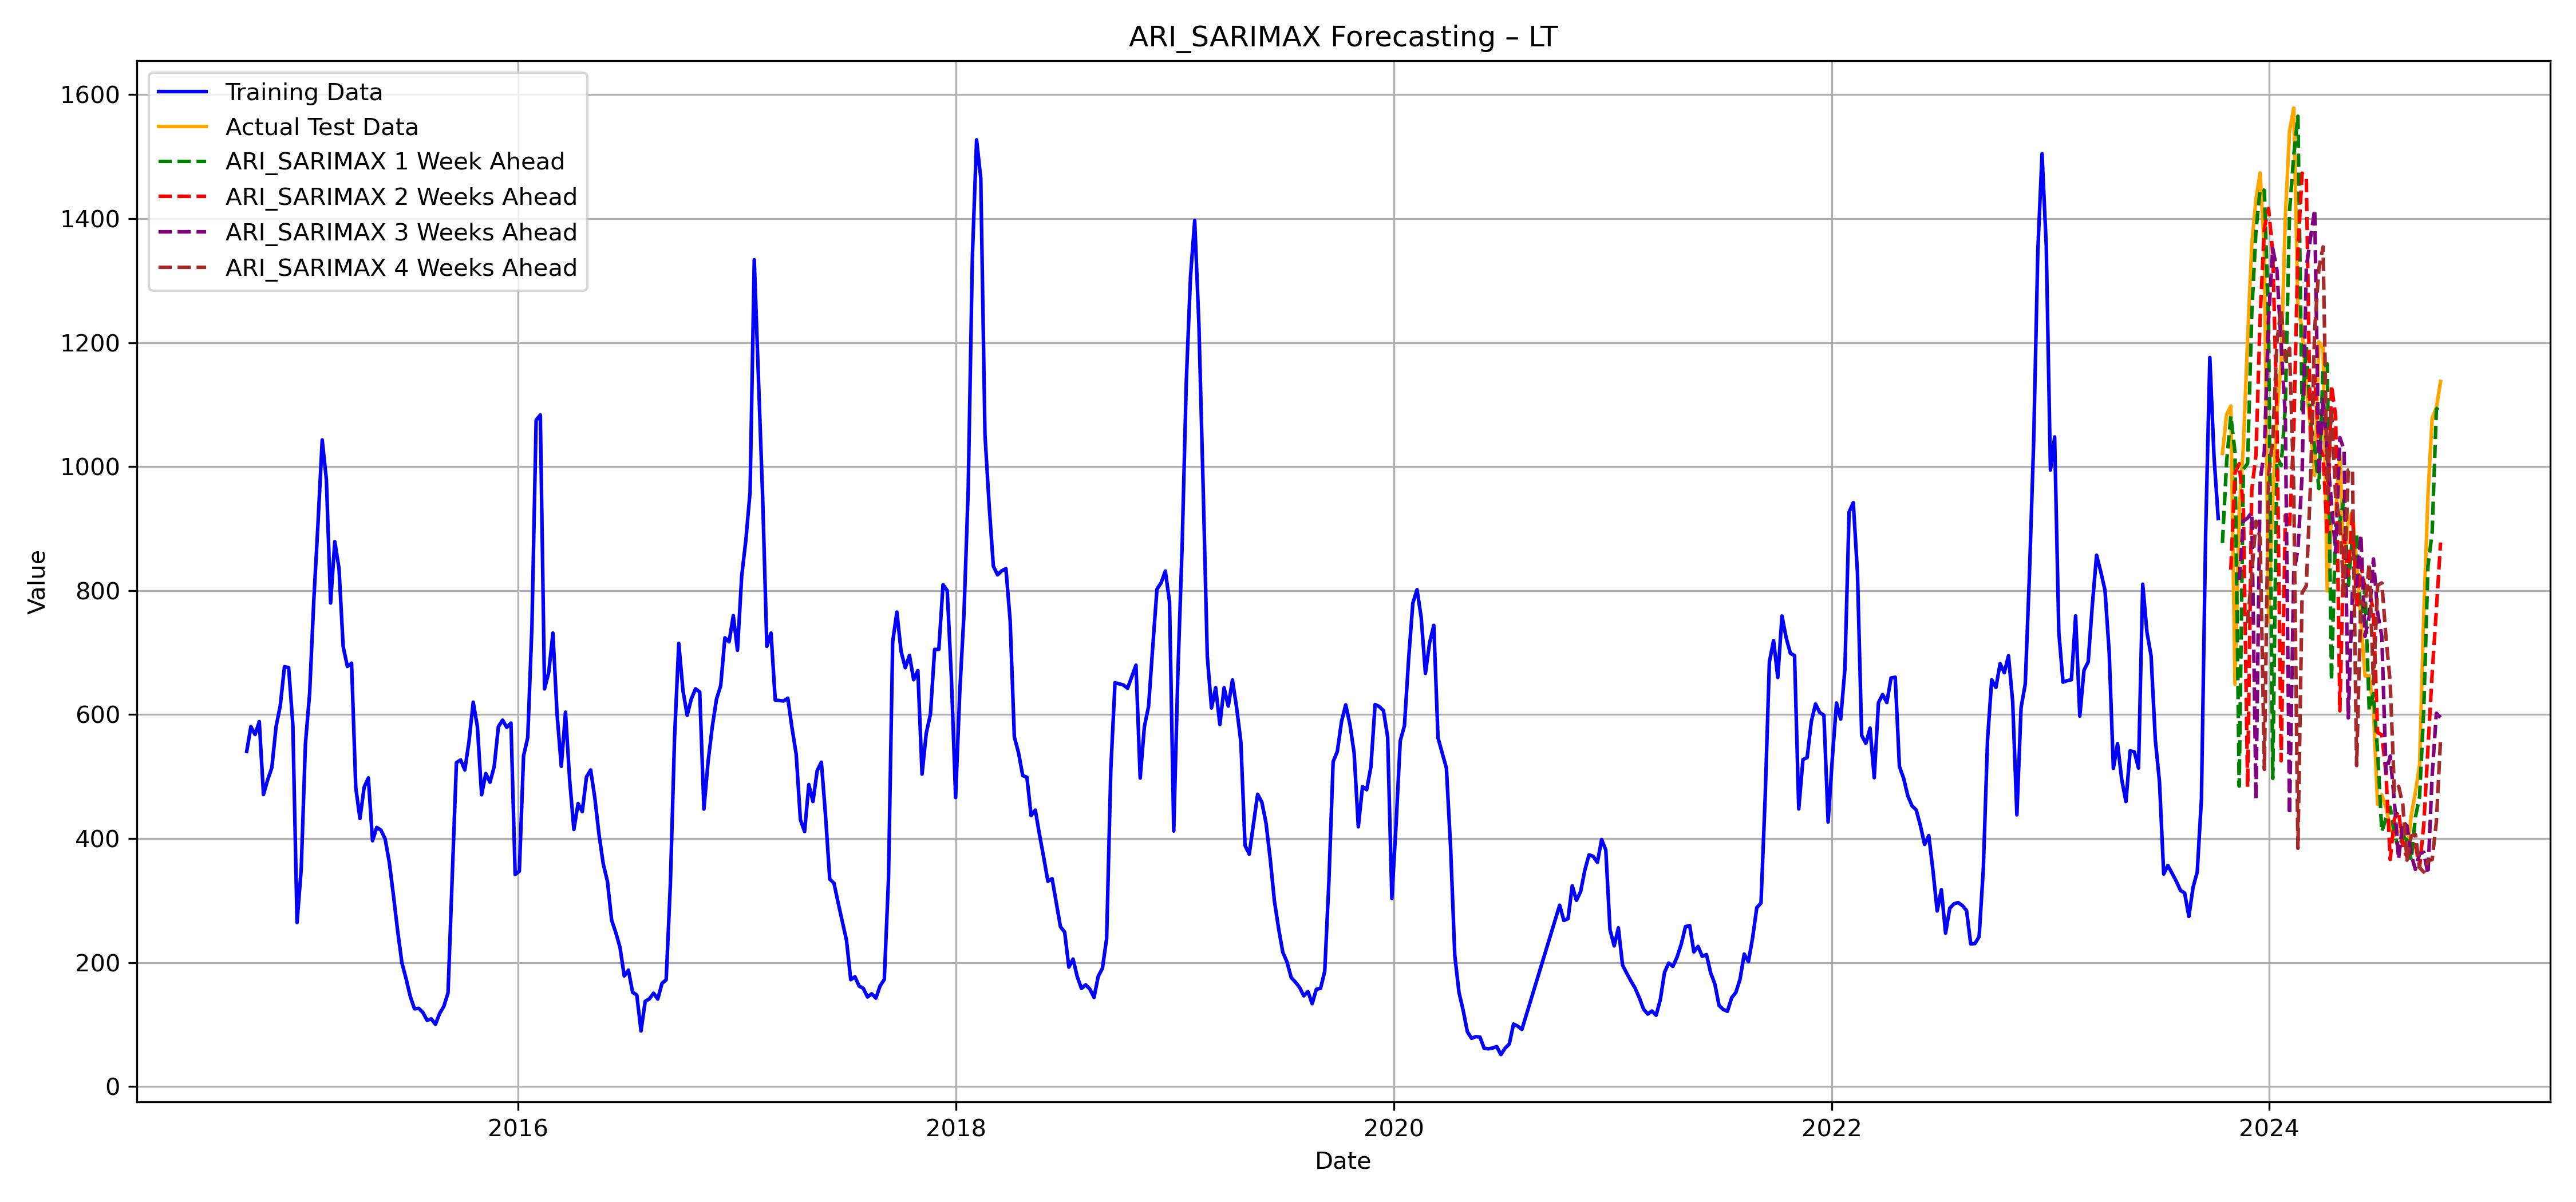 ARI_SARIMAX Forecasting – LT
Training Data
Actual Test Data
ARI_SARIMAX 1 Week Ahead
ARI_SARIMAX 2 Weeks Ahead
ARI_SARIMAX 3 Weeks Ahead
ARI_SARIMAX 4 Weeks Ahead
1600
1400
1200
1000
800
600
400
200
0
Value
2016
2018
2020
2022
2024
Date